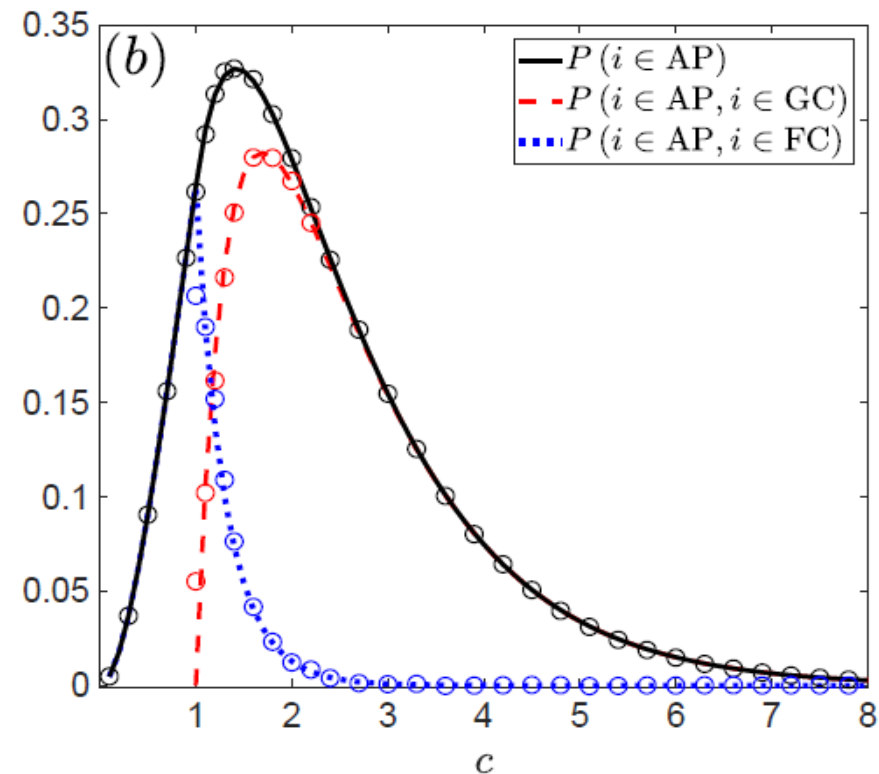 (b)
P (i ∈ AP)
P (i ∈ AP, i ∈ GC)
P (i ∈ AP, i ∈ FC)
0.35
0.3
0.25
0.2
0.15
0.1
0.05
0
1 2 3 4 5 6 7 8
c